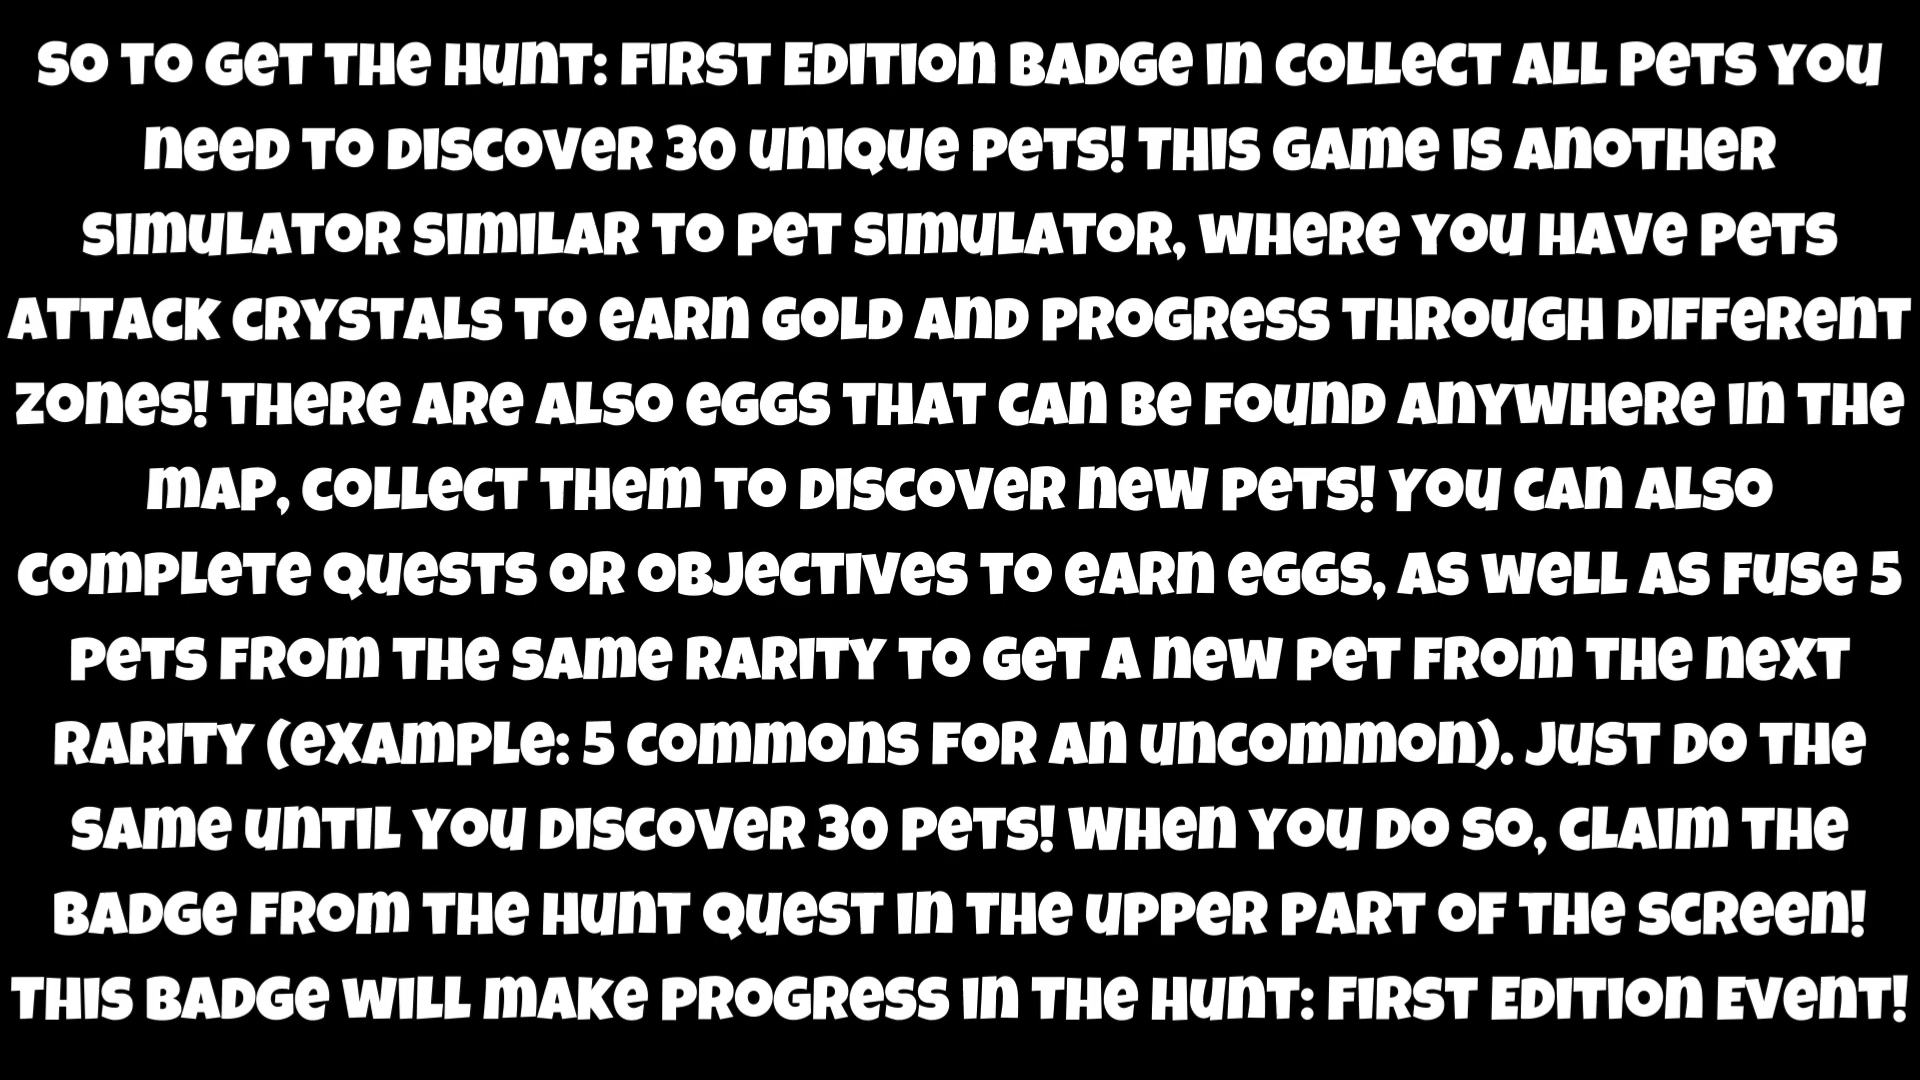 So to get the Hunt: First Edition badge in Collect All Pets you
need to discover 30 unique pets! This game is another
simulator similar to Pet Simulator, where you have pets
attack crystals to earn gold and progress through different
zones! There are also eggs that can be found anywhere in the
map, collect them to discover new pets! You can also
complete quests or objectives to earn eggs, as well as fuse 5
pets from the same rarity to get a new pet from the next
rarity (example: 5 commons for an uncommon). Just do the
same until you discover 30 pets! When you do so, claim the
badge from the Hunt quest in the upper part of the screen!
This badge will make progress in the Hunt: First Edition Event!